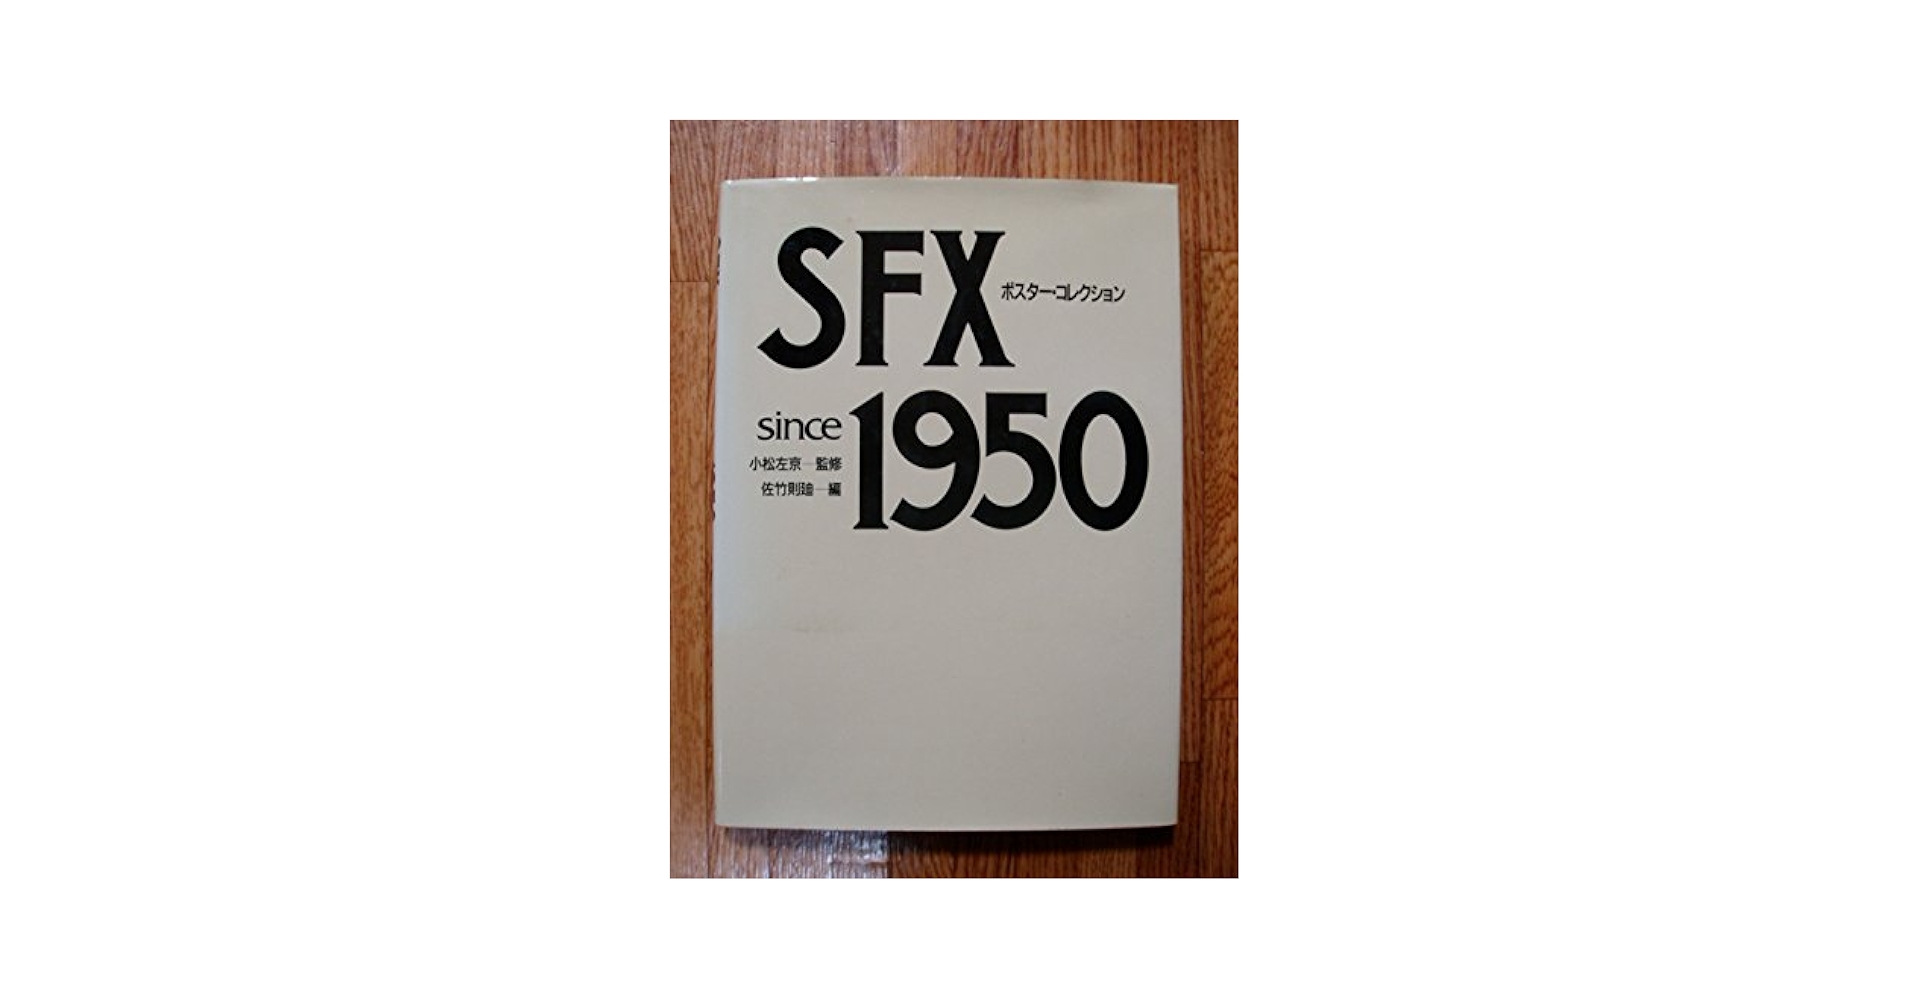 SFX
ポスター・コレクション
since 1950
小松左京—監修
佐竹則廸—編